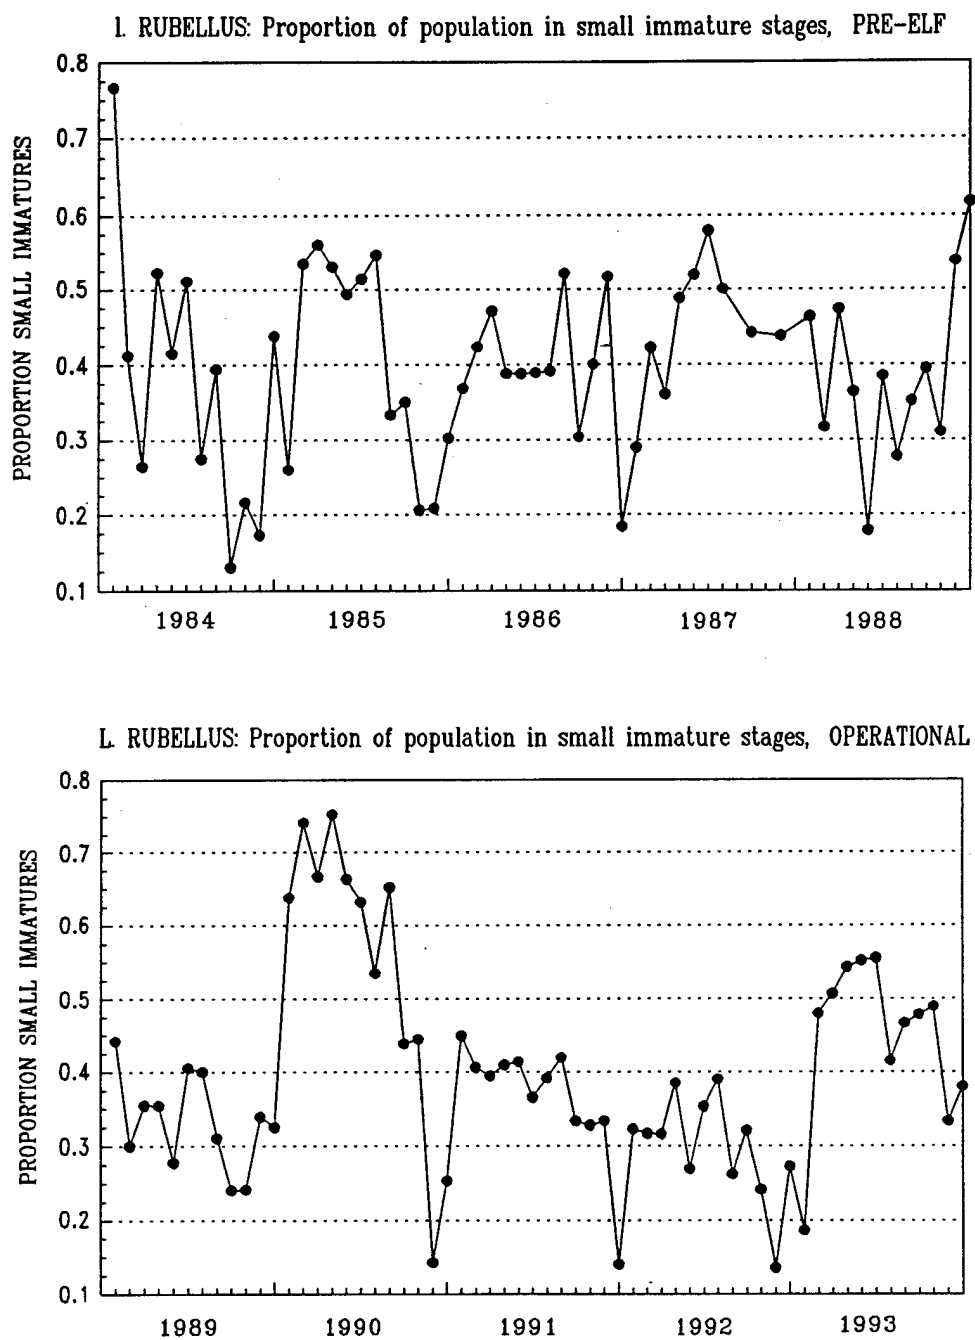 l. RUBELLUS: Proportion of population in small immature stages, PRE-ELF
PROPORTION SMALL IMMATURES
0.8
0.7
0.6
0.5
0.4
0.3
0.2
0.1
1984 1985 1986 1987 1988
L. RUBELLUS: Proportion of population in small immature stages, OPERATIONAL
PROPORTION SMALL IMMATURES
0.8
0.7
0.6
0.5
0.4
0.3
0.2
0.1
1989 1990 1991 1992 1993